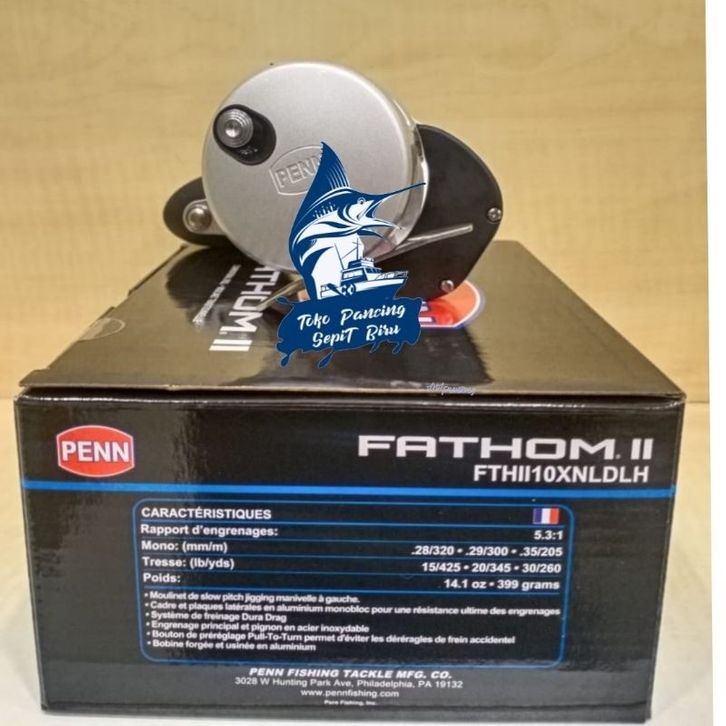 PENN
Toko Pancing
SepiT Biru
FATHOM II
PENN
FATHOM. II
FTHII10XNLDLH
CARACTÉRISTIQUES
Rapport d'engrenages: 5.3:1
Mono: (mm/m) .28/320 • .29/300 • .35/205
Tresse: (lb/yds) 15/425 • 20/345 • 30/260
Poids: 14.1 oz • 399 grams
• Moulinet de slow pitch jigging manivelle à gauche.
• Cadre et plaques latérales en aluminium monobloc pour une résistance ultime des engrenages
• Système de freinage Dura Drag
• Engrenage principal et pignon en acier inoxydable
• Bouton de préréglage Pull-To-Turn permet d'éviter les déréragles de frein accidentel
• Bobine forgée et usinée en aluminium
PENN FISHING TACKLE MFG. CO.
3028 W Hunting Park Ave, Philadelphia, PA 19132
www.pennfishing.com
Pure Fishing, Inc.